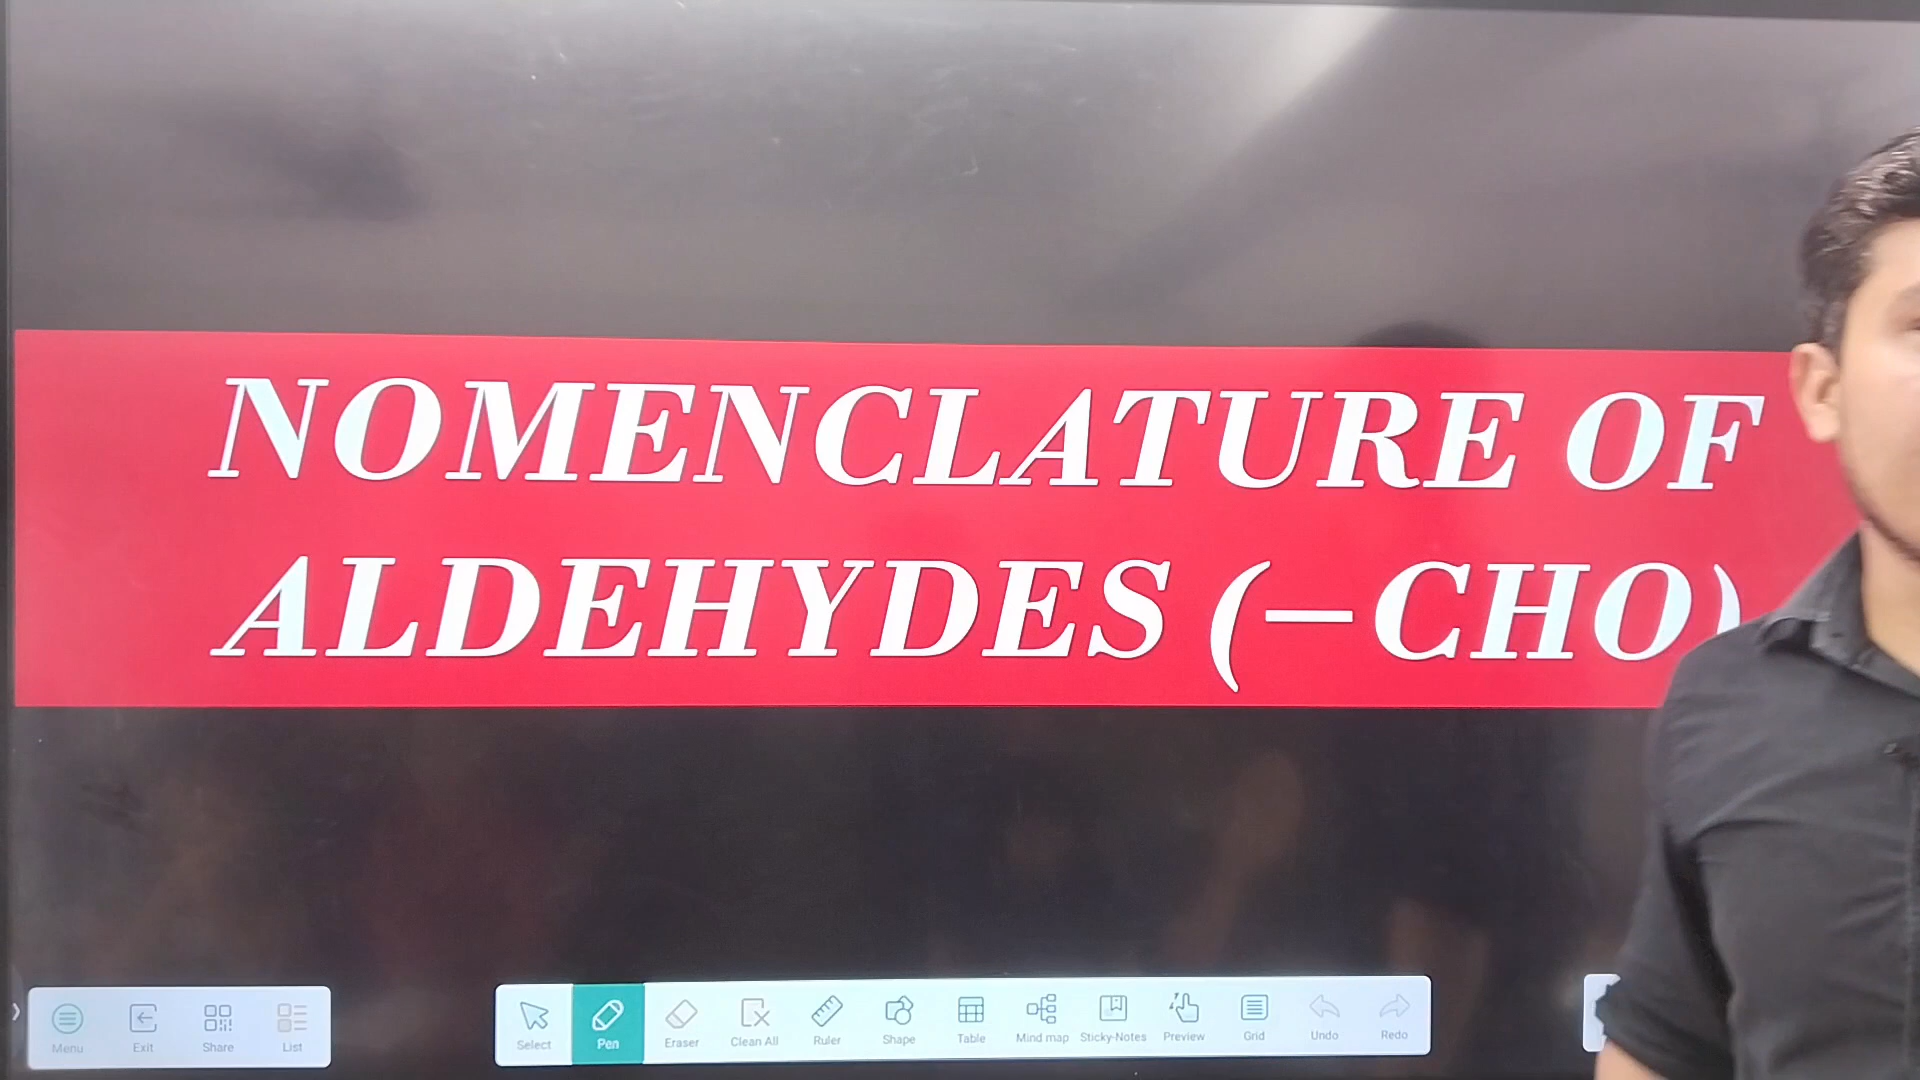 NOMENCLATURE OF
ALDEHYDES (–CHO)
Menu Exit Share List
Select Pen Eraser Clean All Ruler Shape Table Mind map Sticky-Notes Preview Grid Undo Redo